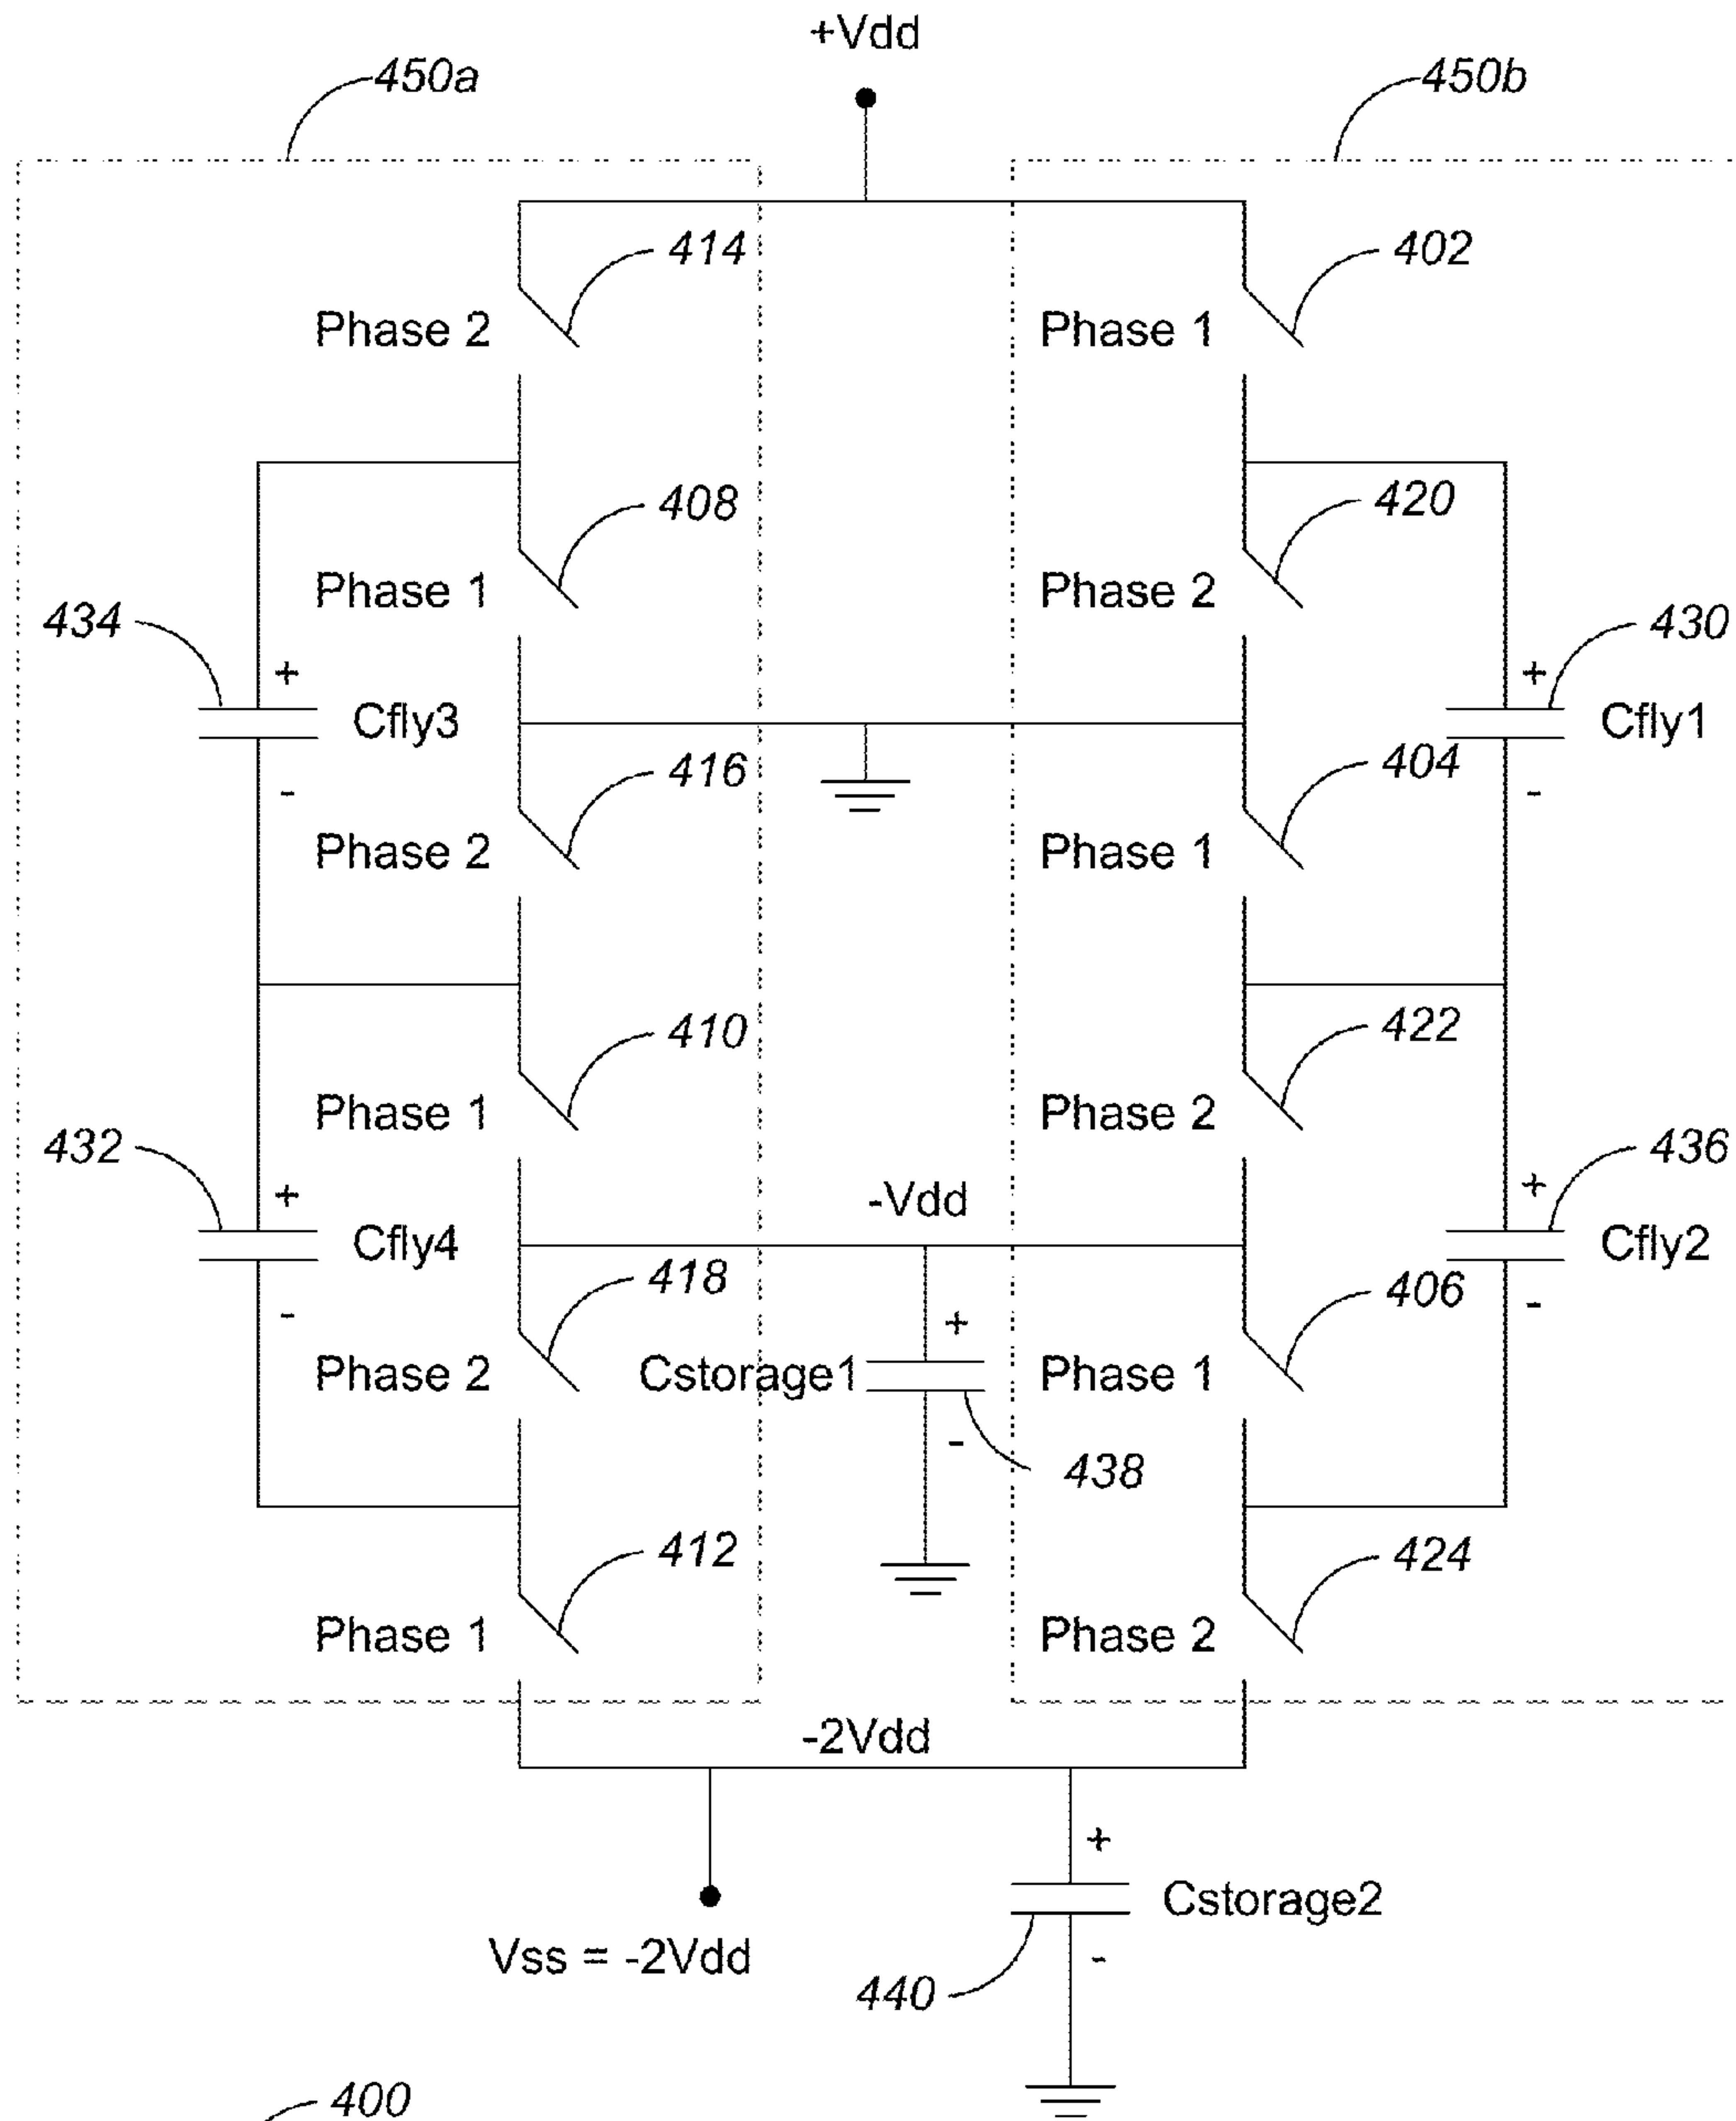 +Vdd
450a
450b
414
402
Phase 2
Phase 1
408
420
Phase 1
Phase 2
434
430
+
+
Cfly3
Cfly1
416
404
-
-
Phase 2
Phase 1
410
422
Phase 1
Phase 2
432
436
-Vdd
+
+
Cfly4
Cfly2
418
406
-
-
+
Phase 2
Cstorage1
Phase 1
-
438
412
424
Phase 1
Phase 2
-2Vdd
+
Cstorage2
Vss = -2Vdd
-
440
400